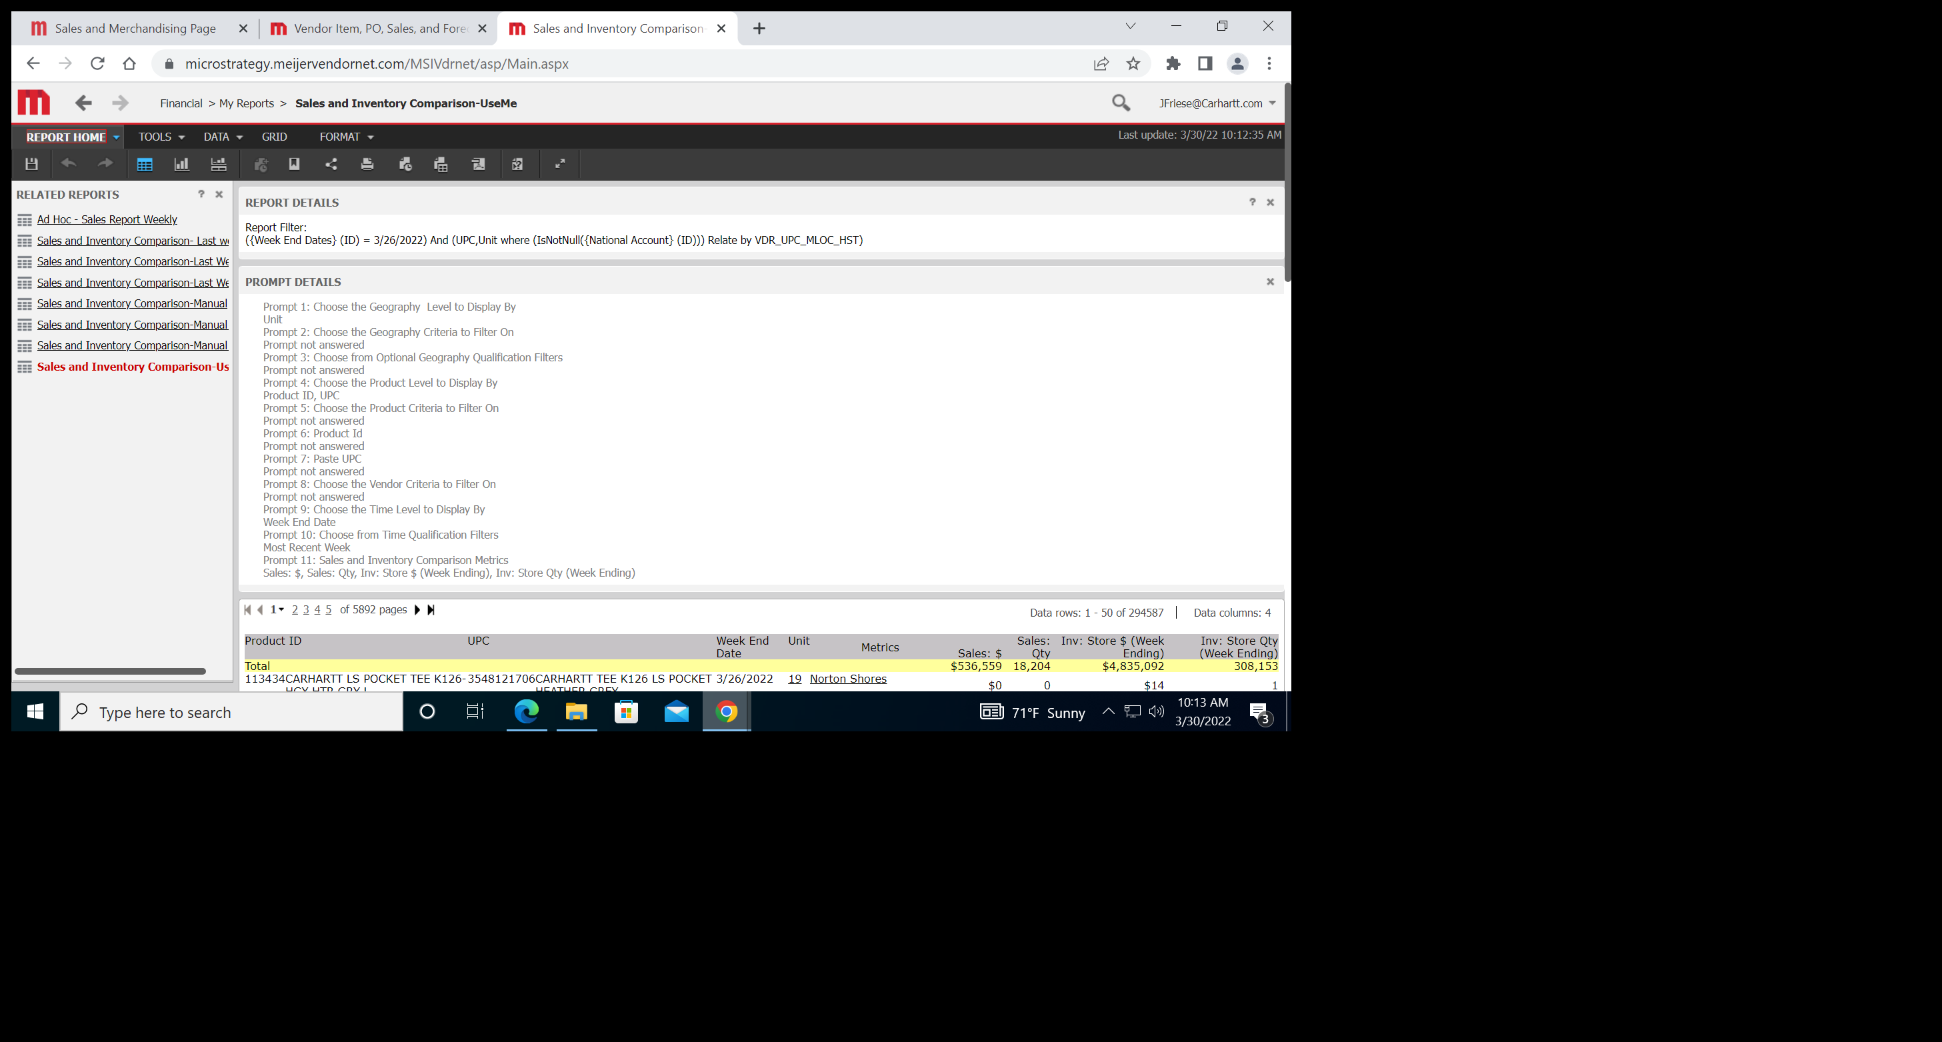 Sales and Merchandising Page
Vendor Item, PO, Sales, and Fore
Sales and Inventory Comparison-
microstrategy.meijervendornet.com/MSIVdrnet/asp/Main.aspx
Financial > My Reports > Sales and Inventory Comparison-UseMe
JFriese@Carhartt.com
REPORT HOME TOOLS DATA GRID FORMAT
Last update: 3/30/22 10:12:35 AM
RELATED REPORTS
Ad Hoc - Sales Report Weekly
Sales and Inventory Comparison- Last w
Sales and Inventory Comparison-Last We
Sales and Inventory Comparison-Last We
Sales and Inventory Comparison-Manual
Sales and Inventory Comparison-Manual
Sales and Inventory Comparison-Manual
Sales and Inventory Comparison-Us
REPORT DETAILS
Report Filter:
({Week End Dates} (ID) = 3/26/2022) And (UPC,Unit where (IsNotNull({National Account} (ID))) Relate by VDR_UPC_MLOC_HST)
PROMPT DETAILS
Prompt 1: Choose the Geography  Level to Display By
Unit
Prompt 2: Choose the Geography Criteria to Filter On
Prompt not answered
Prompt 3: Choose from Optional Geography Qualification Filters
Prompt not answered
Prompt 4: Choose the Product Level to Display By
Product ID, UPC
Prompt 5: Choose the Product Criteria to Filter On
Prompt not answered
Prompt 6: Product Id
Prompt not answered
Prompt 7: Paste UPC
Prompt not answered
Prompt 8: Choose the Vendor Criteria to Filter On
Prompt not answered
Prompt 9: Choose the Time Level to Display By
Week End Date
Prompt 10: Choose from Time Qualification Filters
Most Recent Week
Prompt 11: Sales and Inventory Comparison Metrics
Sales: $, Sales: Qty, Inv: Store $ (Week Ending), Inv: Store Qty (Week Ending)
1 2 3 4 5 of 5892 pages
Data rows: 1 - 50 of 294587 | Data columns: 4
Product ID UPC Week End Date Unit Metrics Sales: $ Sales: Qty Inv: Store $ (Week Ending) Inv: Store Qty (Week Ending)
Total $536,559 18,204 $4,835,092 308,153
113434CARHARTT LS POCKET TEE K126-3548121706CARHARTT TEE K126 LS POCKET 3/26/2022 19 Norton Shores
HGY HTR GRY L HEATHER GREY $0 0 $14 1
Type here to search
71°F Sunny
10:13 AM
3/30/2022
3